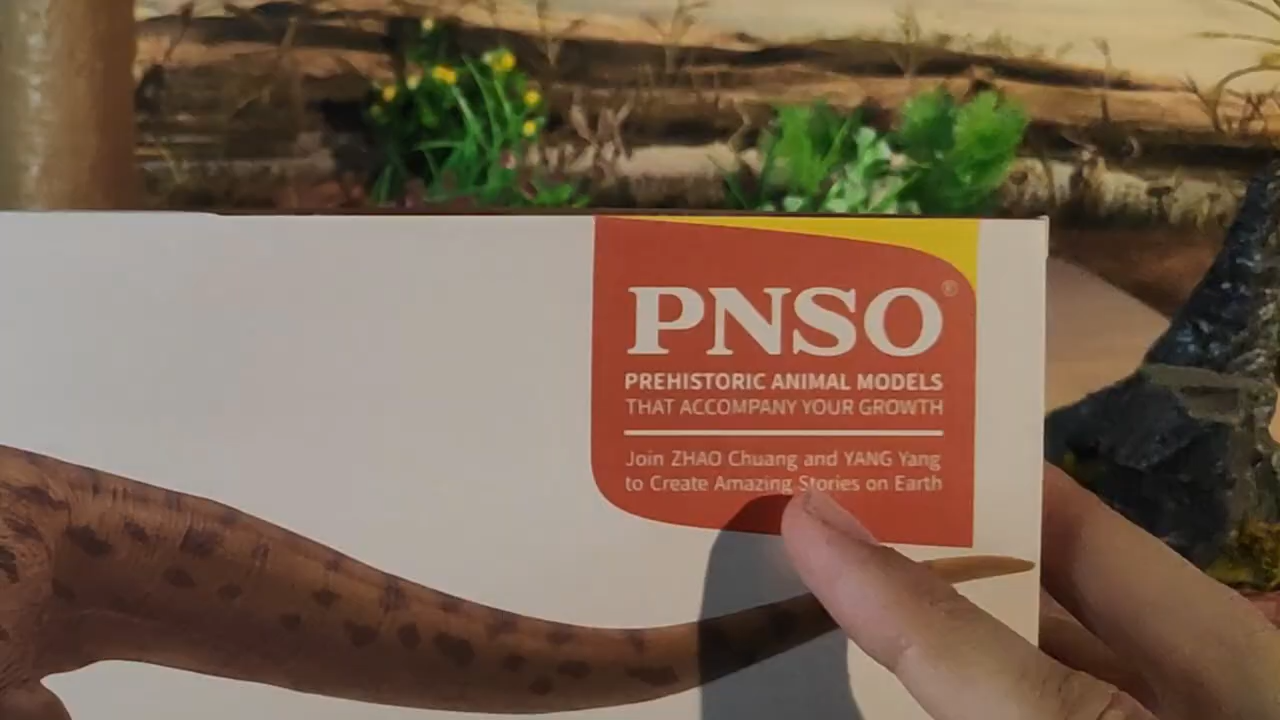 PNSO®
PREHISTORIC ANIMAL MODELS
THAT ACCOMPANY YOUR GROWTH
Join ZHAO Chuang and YANG Yang
to Create Amazing Stories on Earth